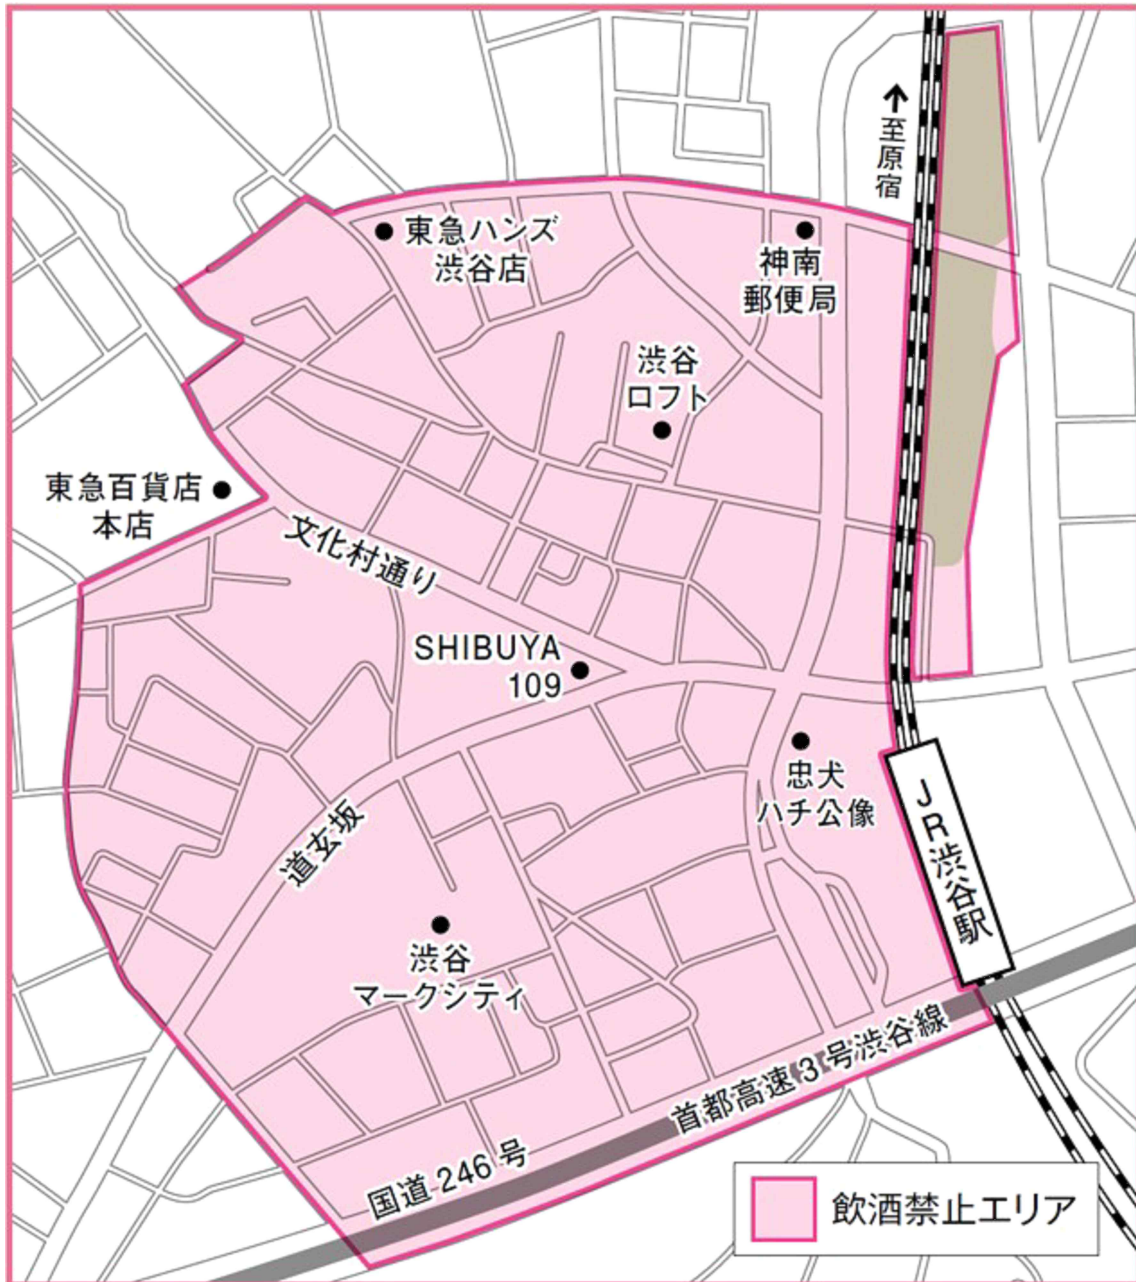 ↑至原宿
東急ハンズ
渋谷店
神南
郵便局
渋谷
ロフト
東急百貨店
本店
文化村通り
SHIBUYA
109
忠犬
ハチ公像
JR渋谷駅
道玄坂
渋谷
マークシティ
首都高速3号渋谷線
国道246号
飲酒禁止エリア